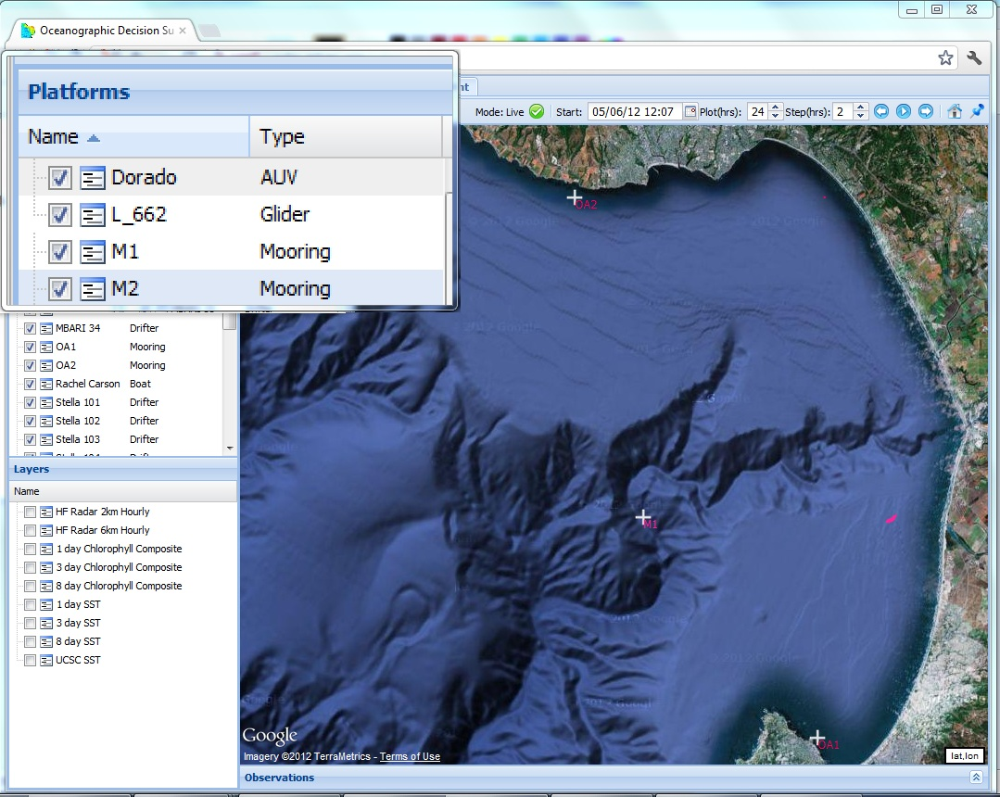 Oceanographic Decision Su
Platforms
Name Type
Dorado AUV
L_662 Glider
M1 Mooring
M2 Mooring
MBARI 34 Drifter
OA1 Mooring
OA2 Mooring
Rachel Carson Boat
Stella 101 Drifter
Stella 102 Drifter
Stella 103 Drifter
Layers
Name
HF Radar 2km Hourly
HF Radar 6km Hourly
1 day Chlorophyll Composite
3 day Chlorophyll Composite
8 day Chlorophyll Composite
1 day SST
3 day SST
8 day SST
UCSC SST
nt
Mode: Live Start: 05/06/12 12:07 Plot(hrs): 24 Step(hrs): 2
OA2
M1
OA1
Google
Imagery ©2012 TerraMetrics - Terms of Use
lat,lon
Observations